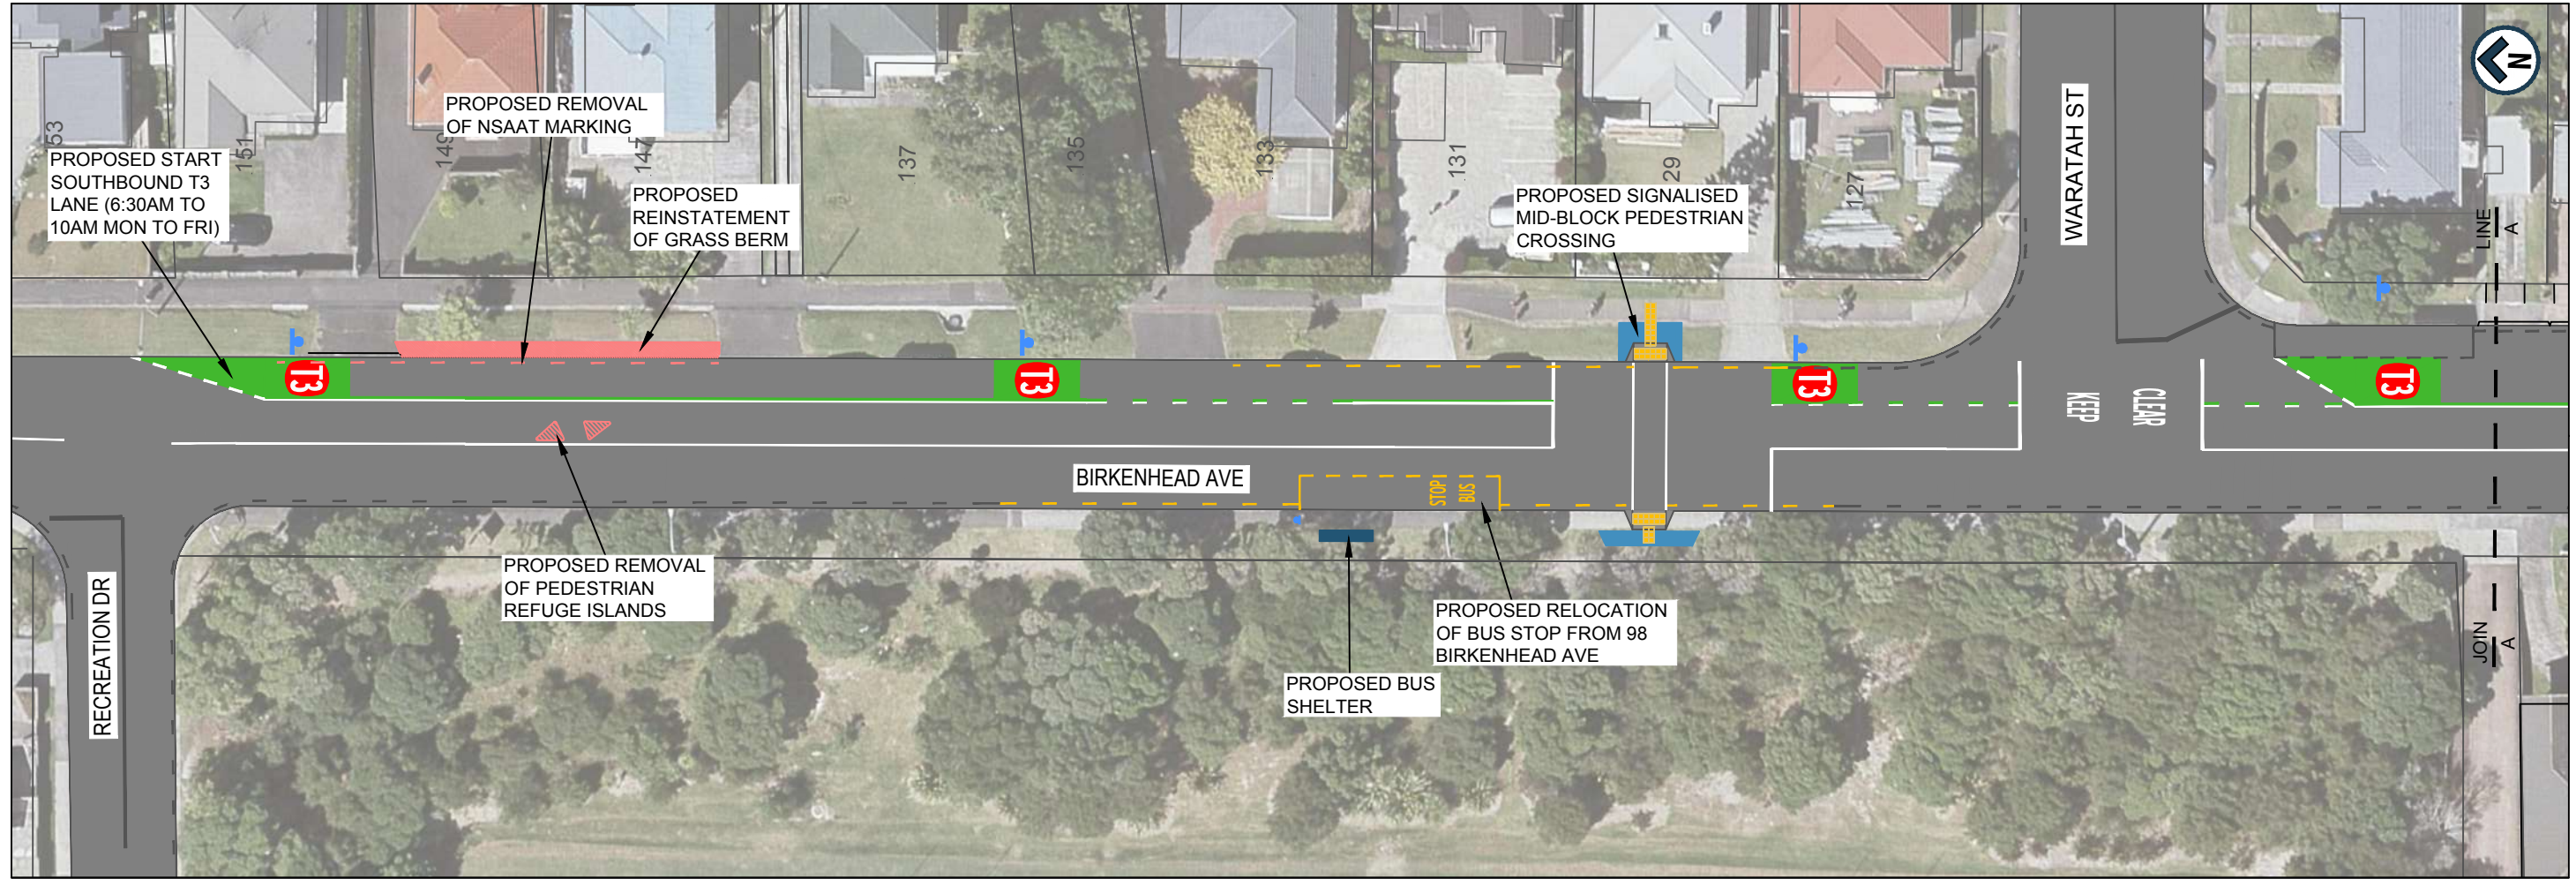 N
PROPOSED REMOVAL
OF NSAAT MARKING
PROPOSED START
SOUTHBOUND T3
LANE (6:30AM TO
10AM MON TO FRI)
PROPOSED
REINSTATEMENT
OF GRASS BERM
PROPOSED SIGNALISED
MID-BLOCK PEDESTRIAN
CROSSING
53
151
149
147
137
135
133
131
29
127
WARATAH ST
LINE
A
T3
T3
T3
T3
KEEP
CLEAR
BIRKENHEAD AVE
STOP
BUS
RECREATION DR
PROPOSED REMOVAL
OF PEDESTRIAN
REFUGE ISLANDS
PROPOSED RELOCATION
OF BUS STOP FROM 98
BIRKENHEAD AVE
PROPOSED BUS
SHELTER
JOIN
A